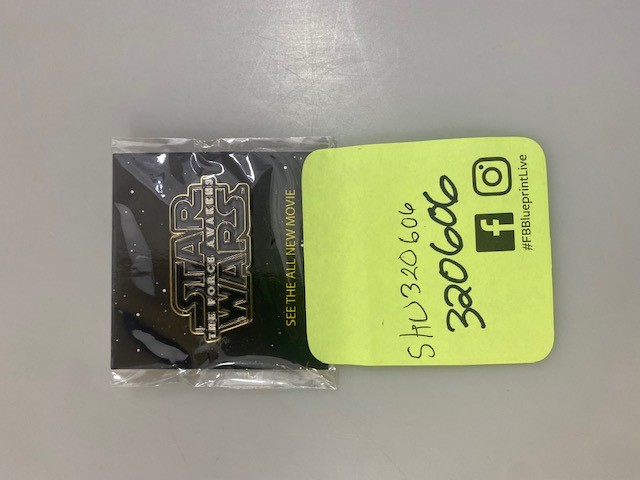 STAR
THE FORCE AWAKENS
WARS
SEE THE ALL NEW MOVIE
SHU320606
320606
#FBBlueprintLive